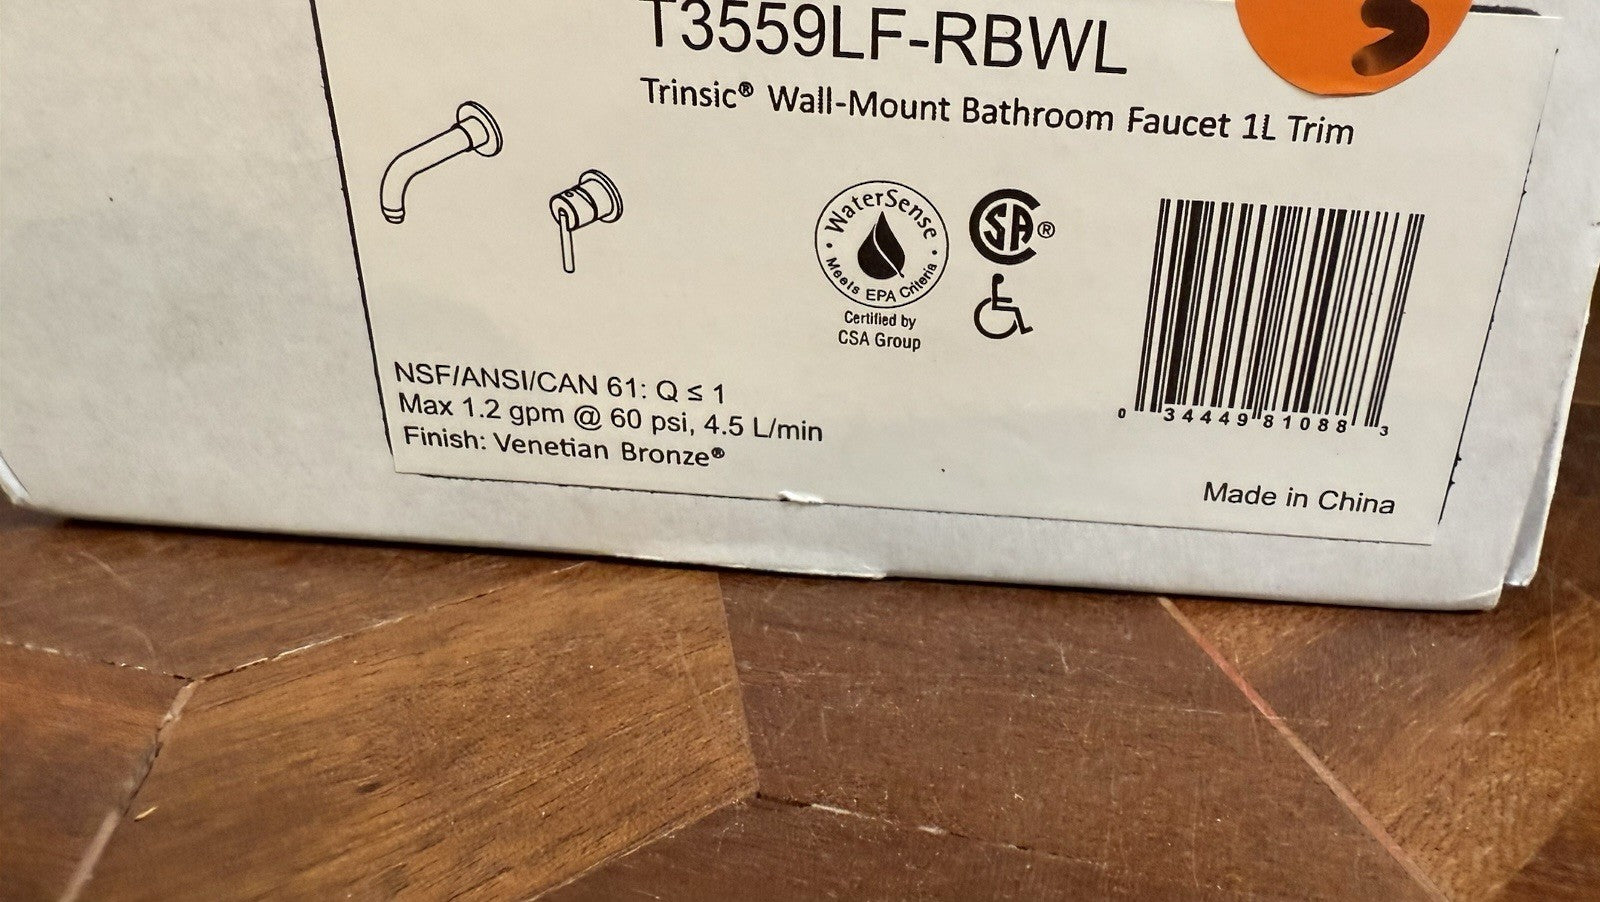 T3559LF-RBWL
Trinsic® Wall-Mount Bathroom Faucet 1L Trim
WaterSense
Meets EPA Criteria
Certified by
CSA Group
CSA®
NSF/ANSI/CAN 61: Q ≤ 1
Max 1.2 gpm @ 60 psi, 4.5 L/min
Finish: Venetian Bronze®
0 34449 81088 3
Made in China